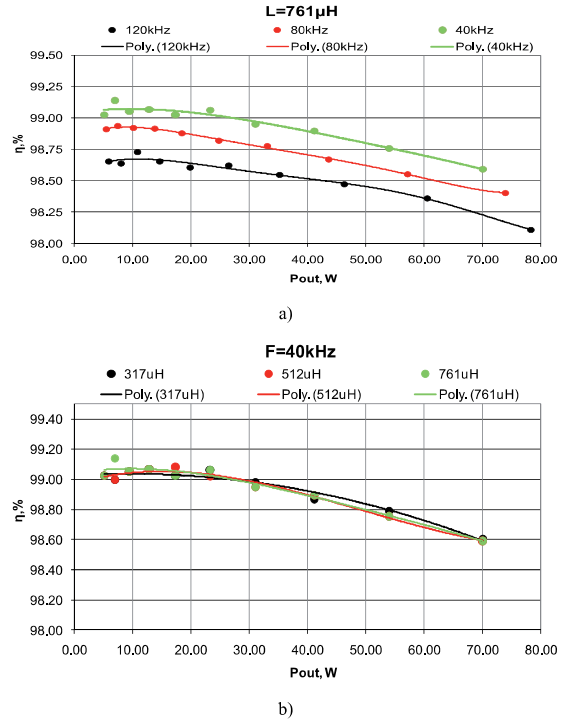 L=761µH
120kHz 80kHz 40kHz
Poly. (120kHz) Poly. (80kHz) Poly. (40kHz)
99.50
99.25
99.00
98.75
98.50
98.25
98.00
η,%
0.00 10.00 20.00 30.00 40.00 50.00 60.00 70.00 80.00
Pout, W
a)
F=40kHz
317uH 512uH 761uH
Poly. (317uH) Poly. (512uH) Poly. (761uH)
99.40
99.20
99.00
98.80
98.60
98.40
98.20
98.00
η,%
0.00 10.00 20.00 30.00 40.00 50.00 60.00 70.00 80.00
Pout, W
b)